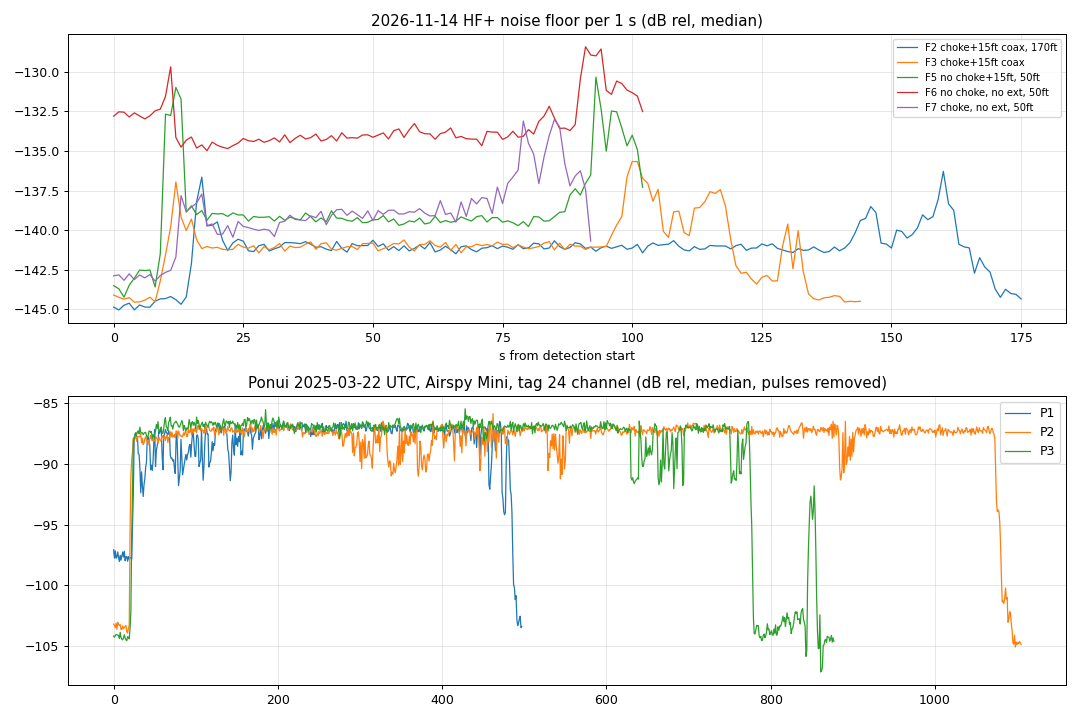 2026-11-14 HF+ noise floor per 1 s (dB rel, median)
−130.0
−132.5
−135.0
−137.5
−140.0
−142.5
−145.0
F2 choke+15ft coax, 170ft
F3 choke+15ft coax
F5 no choke+15ft, 50ft
F6 no choke, no ext, 50ft
F7 choke, no ext, 50ft
0 25 50 75 100 125 150 175
s from detection start
Ponui 2025-03-22 UTC, Airspy Mini, tag 24 channel (dB rel, median, pulses removed)
−85
−90
−95
−100
−105
P1
P2
P3
0 200 400 600 800 1000